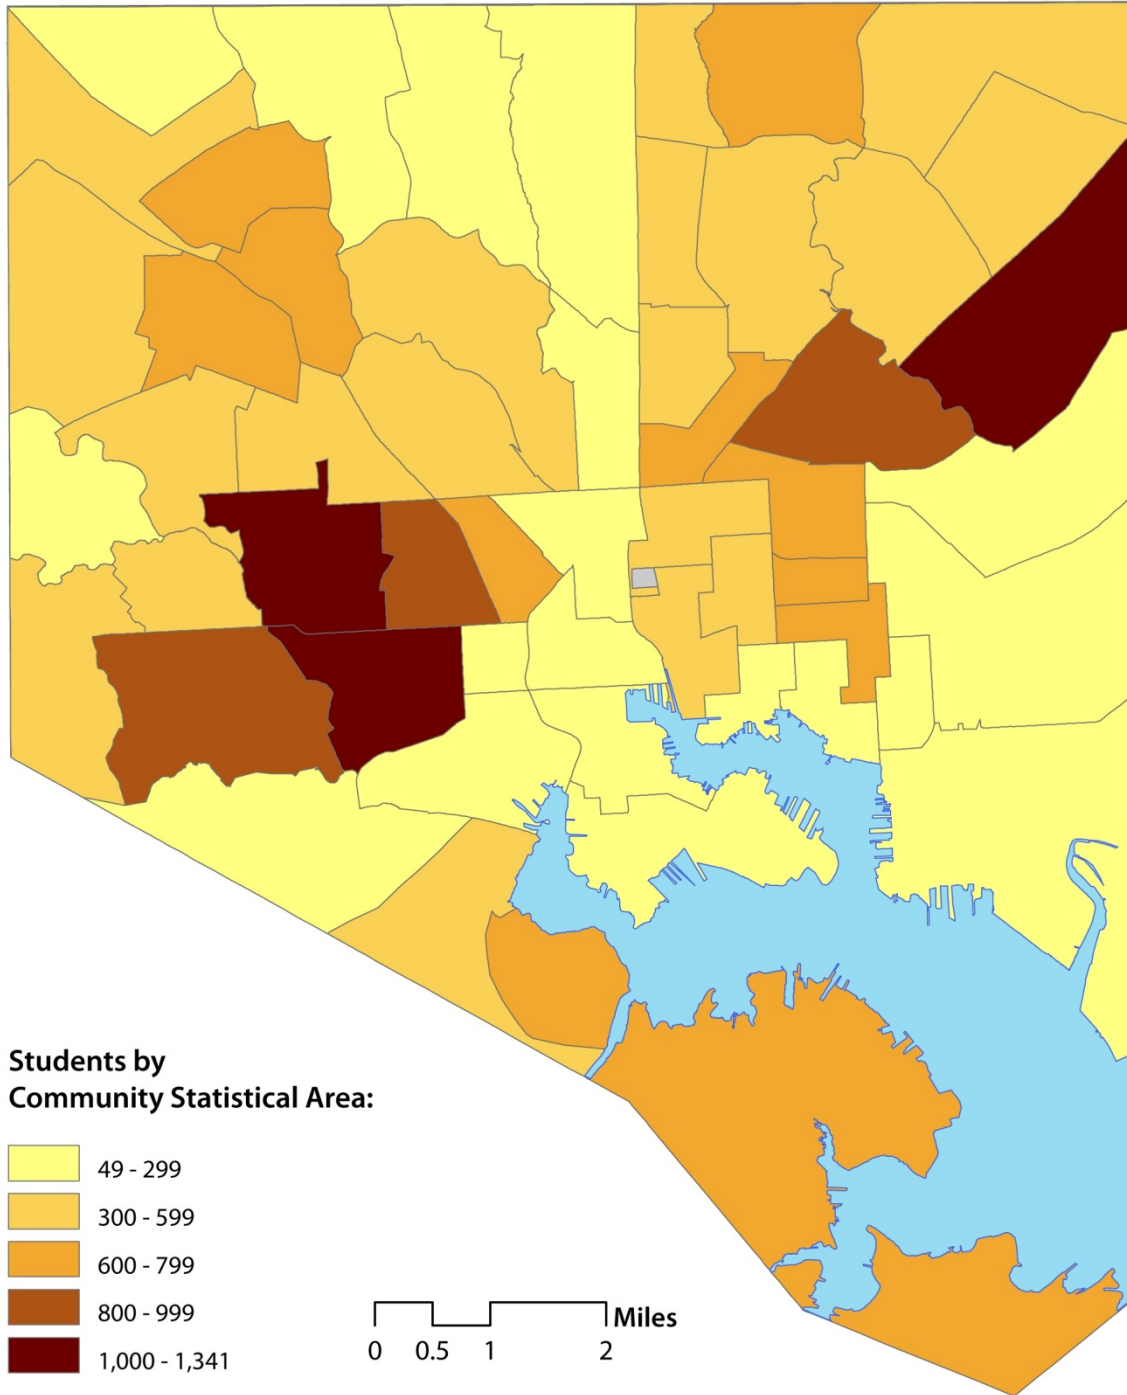 Students by
Community Statistical Area:
49 - 299
300 - 599
600 - 799
800 - 999
1,000 - 1,341
Miles
0 0.5 1 2